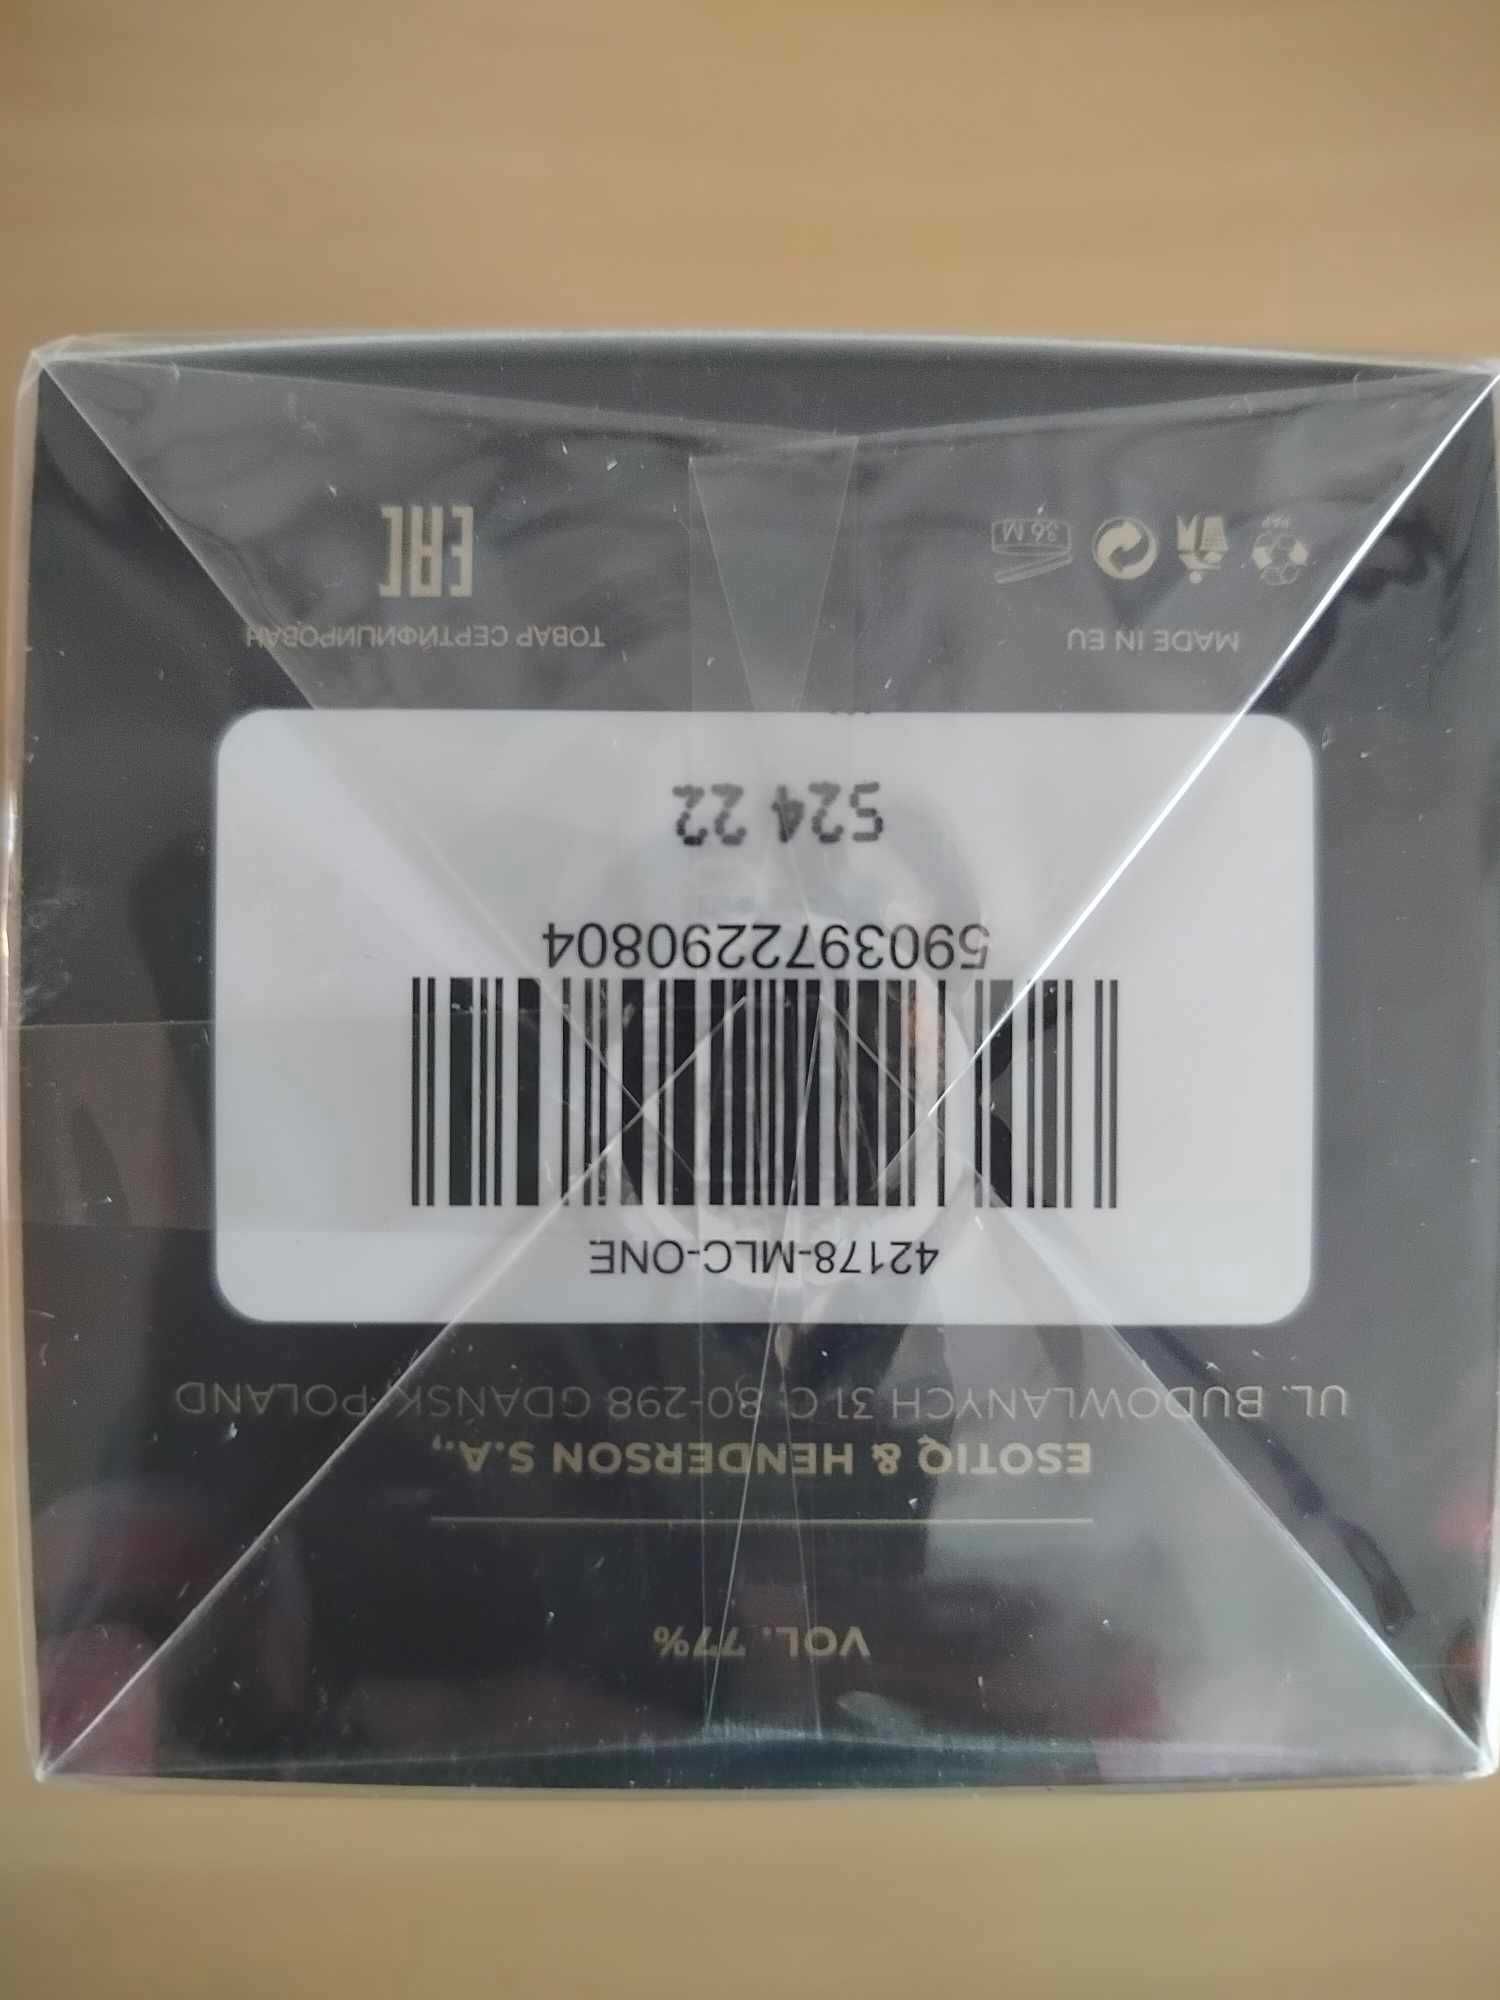 VOL. 77%
ESOTIQ & HENDERSON S.A.,
UL. BUDOWLANYCH 31 C, 80-298 GDAŃSK, POLAND
42178-MLC-ONE
5903972290804
524 22
MADE IN EU
ТОВАР СЕРТИФИЦИРОВАН
PAP
36 M
EAC